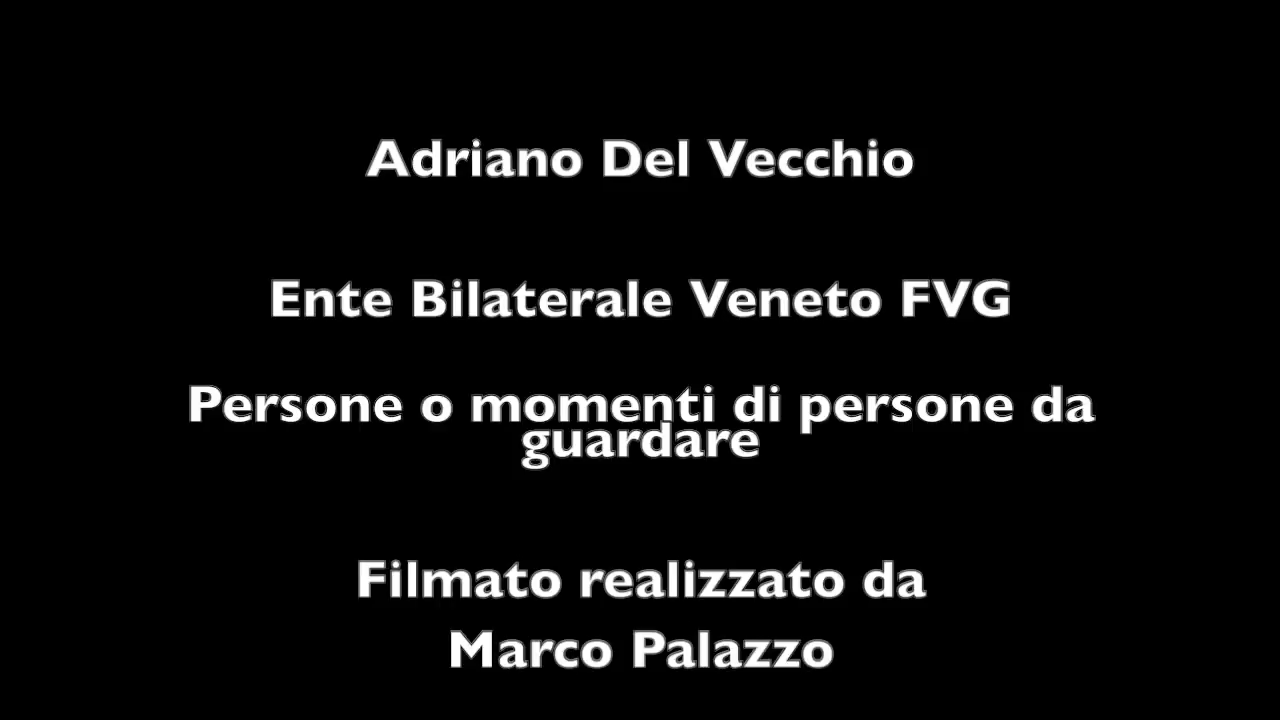 Adriano Del Vecchio
Ente Bilaterale Veneto FVG
Persone o momenti di persone da
guardare
Filmato realizzato da
Marco Palazzo